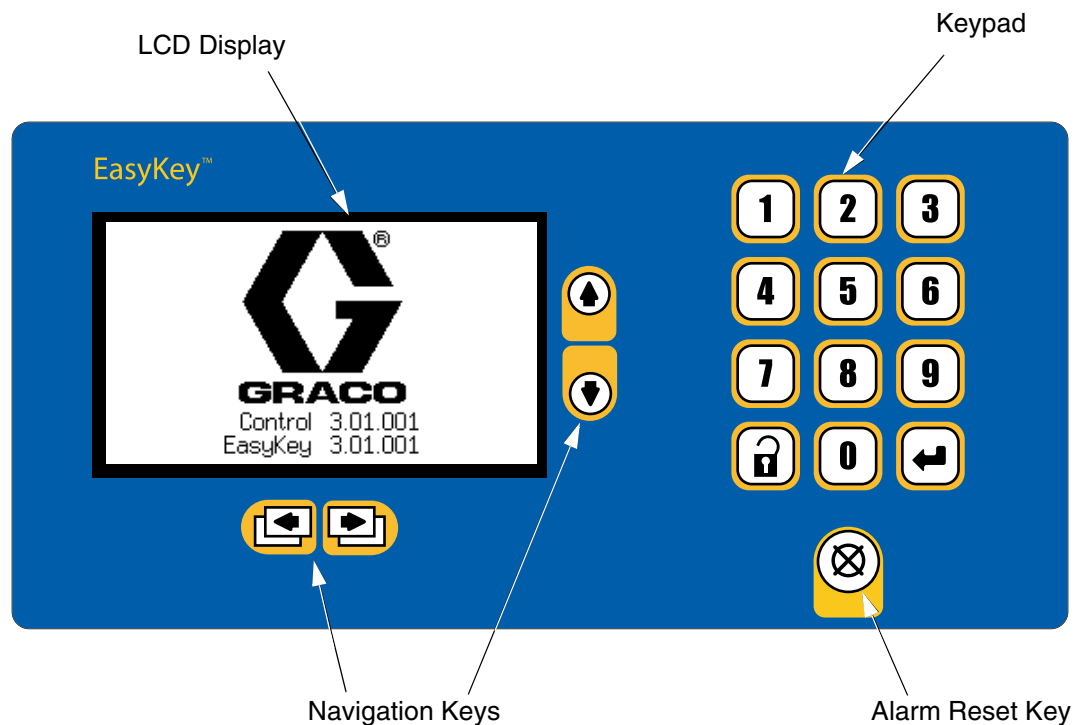 LCD Display
Keypad
EasyKey™
®
GRACO
Control 3.01.001
EasyKey 3.01.001
1 2 3
4 5 6
7 8 9
0
Navigation Keys
Alarm Reset Key